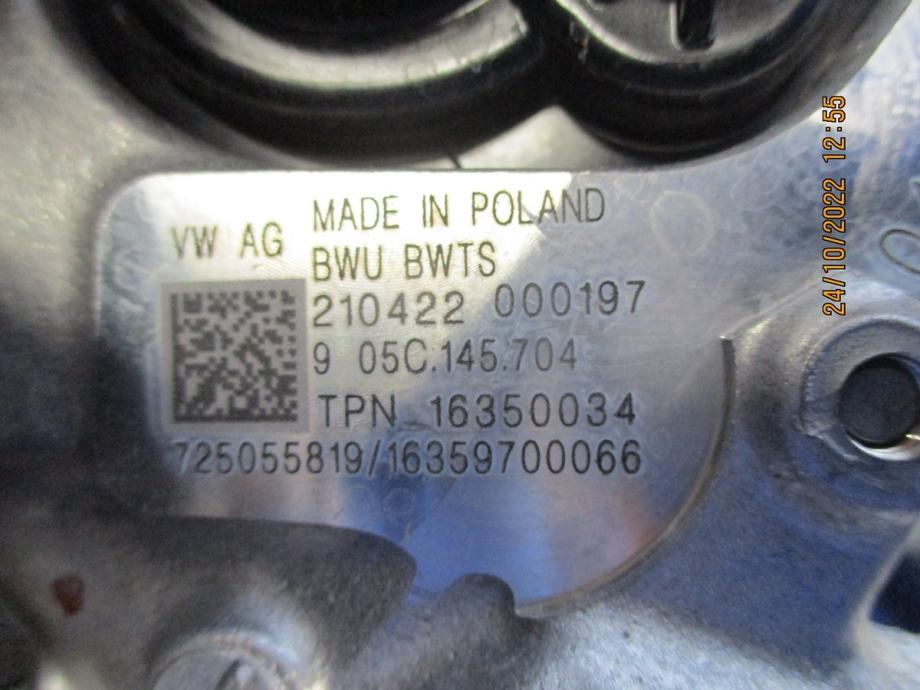 VW AG
MADE IN POLAND
BWU BWTS
210422 000197
9 05C.145.704
TPN 16350034
725055819/16359700066
24/10/2022 12:55